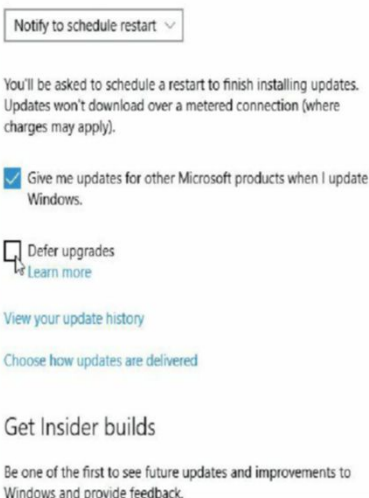 Notify to schedule restart
You'll be asked to schedule a restart to finish installing updates.
Updates won't download over a metered connection (where
charges may apply).
Give me updates for other Microsoft products when I update
Windows.
Defer upgrades
Learn more
View your update history
Choose how updates are delivered
Get Insider builds
Be one of the first to see future updates and improvements to
Windows and provide feedback.